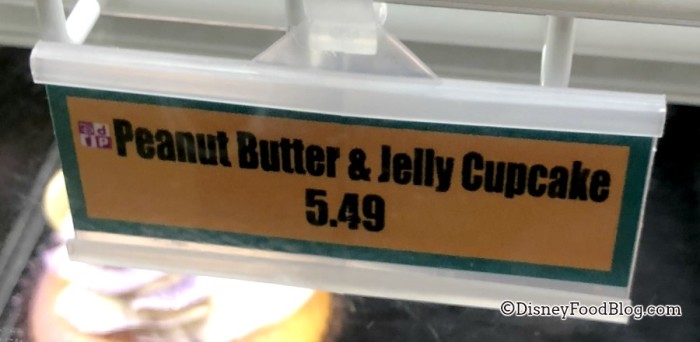 Peanut Butter & Jelly Cupcake
5.49
©DisneyFoodBlog.com